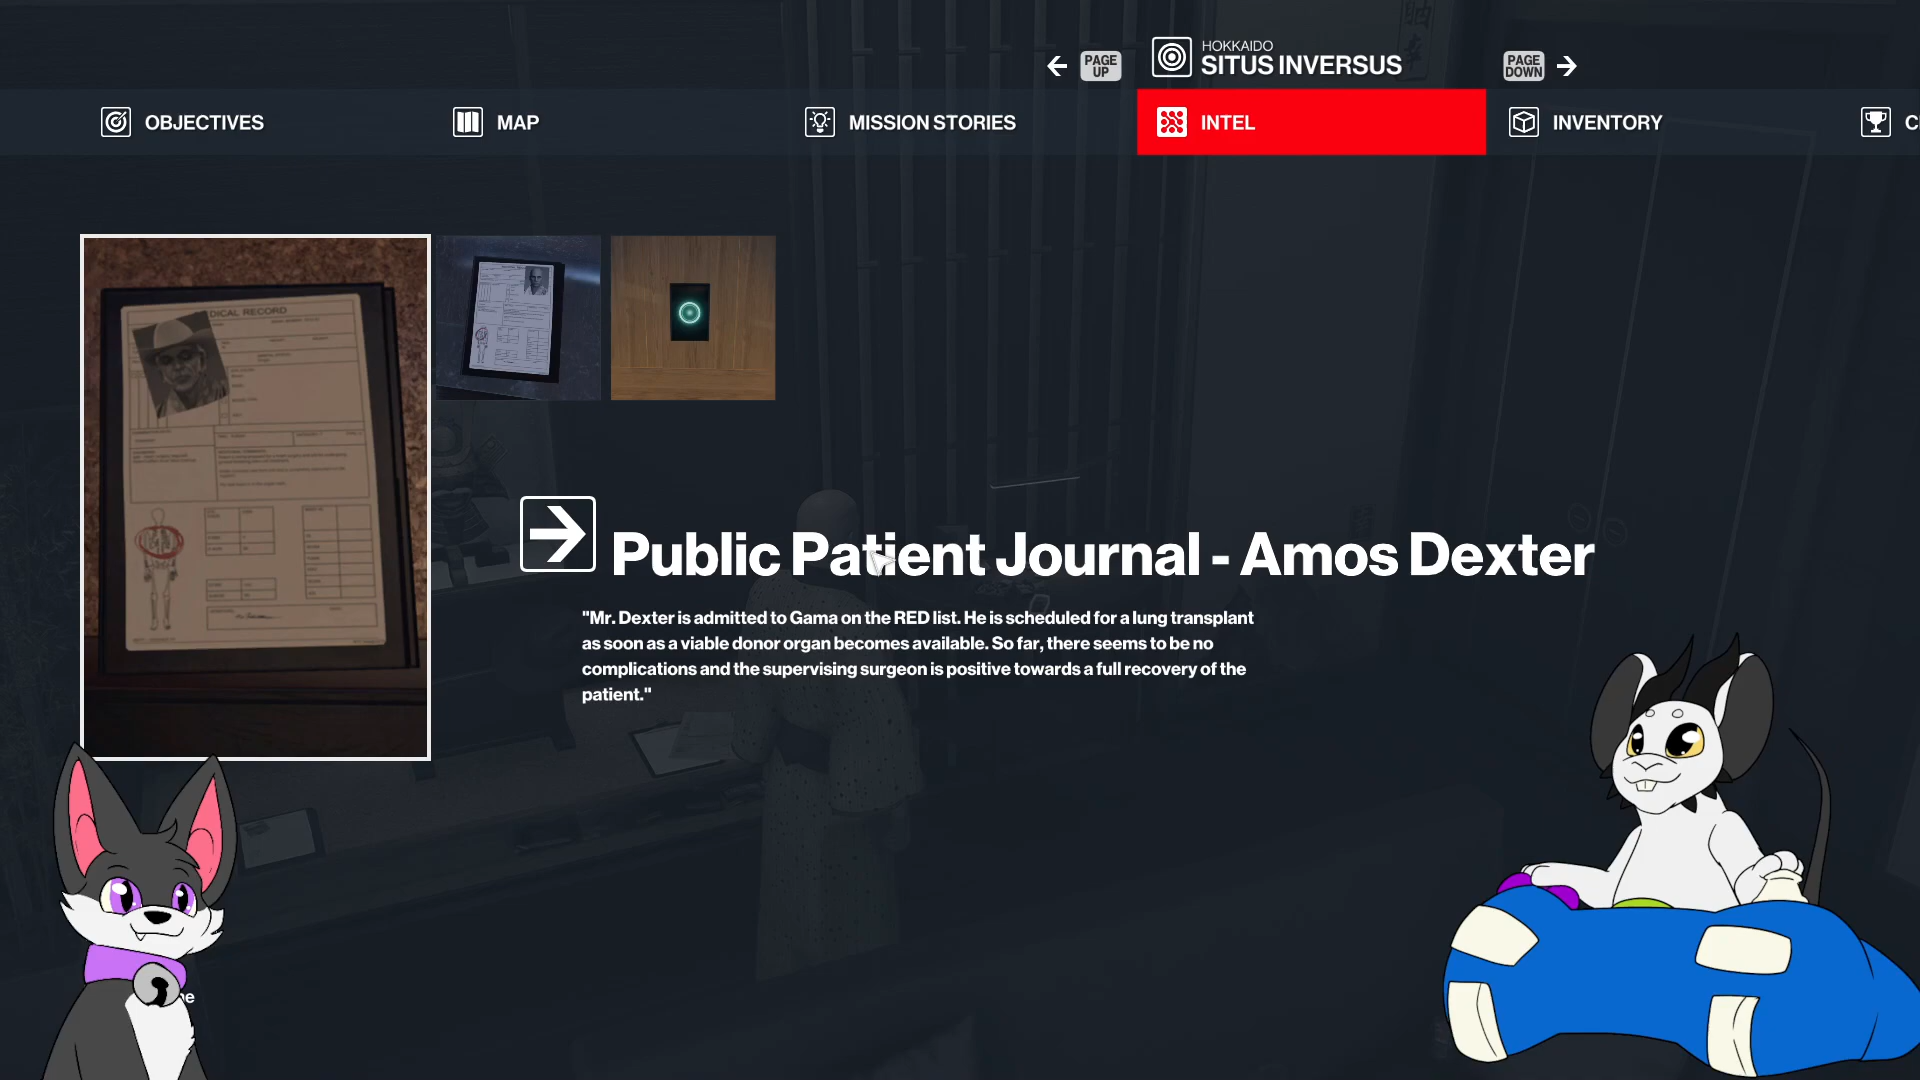 HOKKAIDO
SITUS INVERSUS
PAGE UP
PAGE DOWN
OBJECTIVES
MAP
MISSION STORIES
INTEL
INVENTORY
C
DICAL RECORD
Public Patient Journal - Amos Dexter
"Mr. Dexter is admitted to Gama on the RED list. He is scheduled for a lung transplant
as soon as a viable donor organ becomes available. So far, there seems to be no
complications and the supervising surgeon is positive towards a full recovery of the
patient."